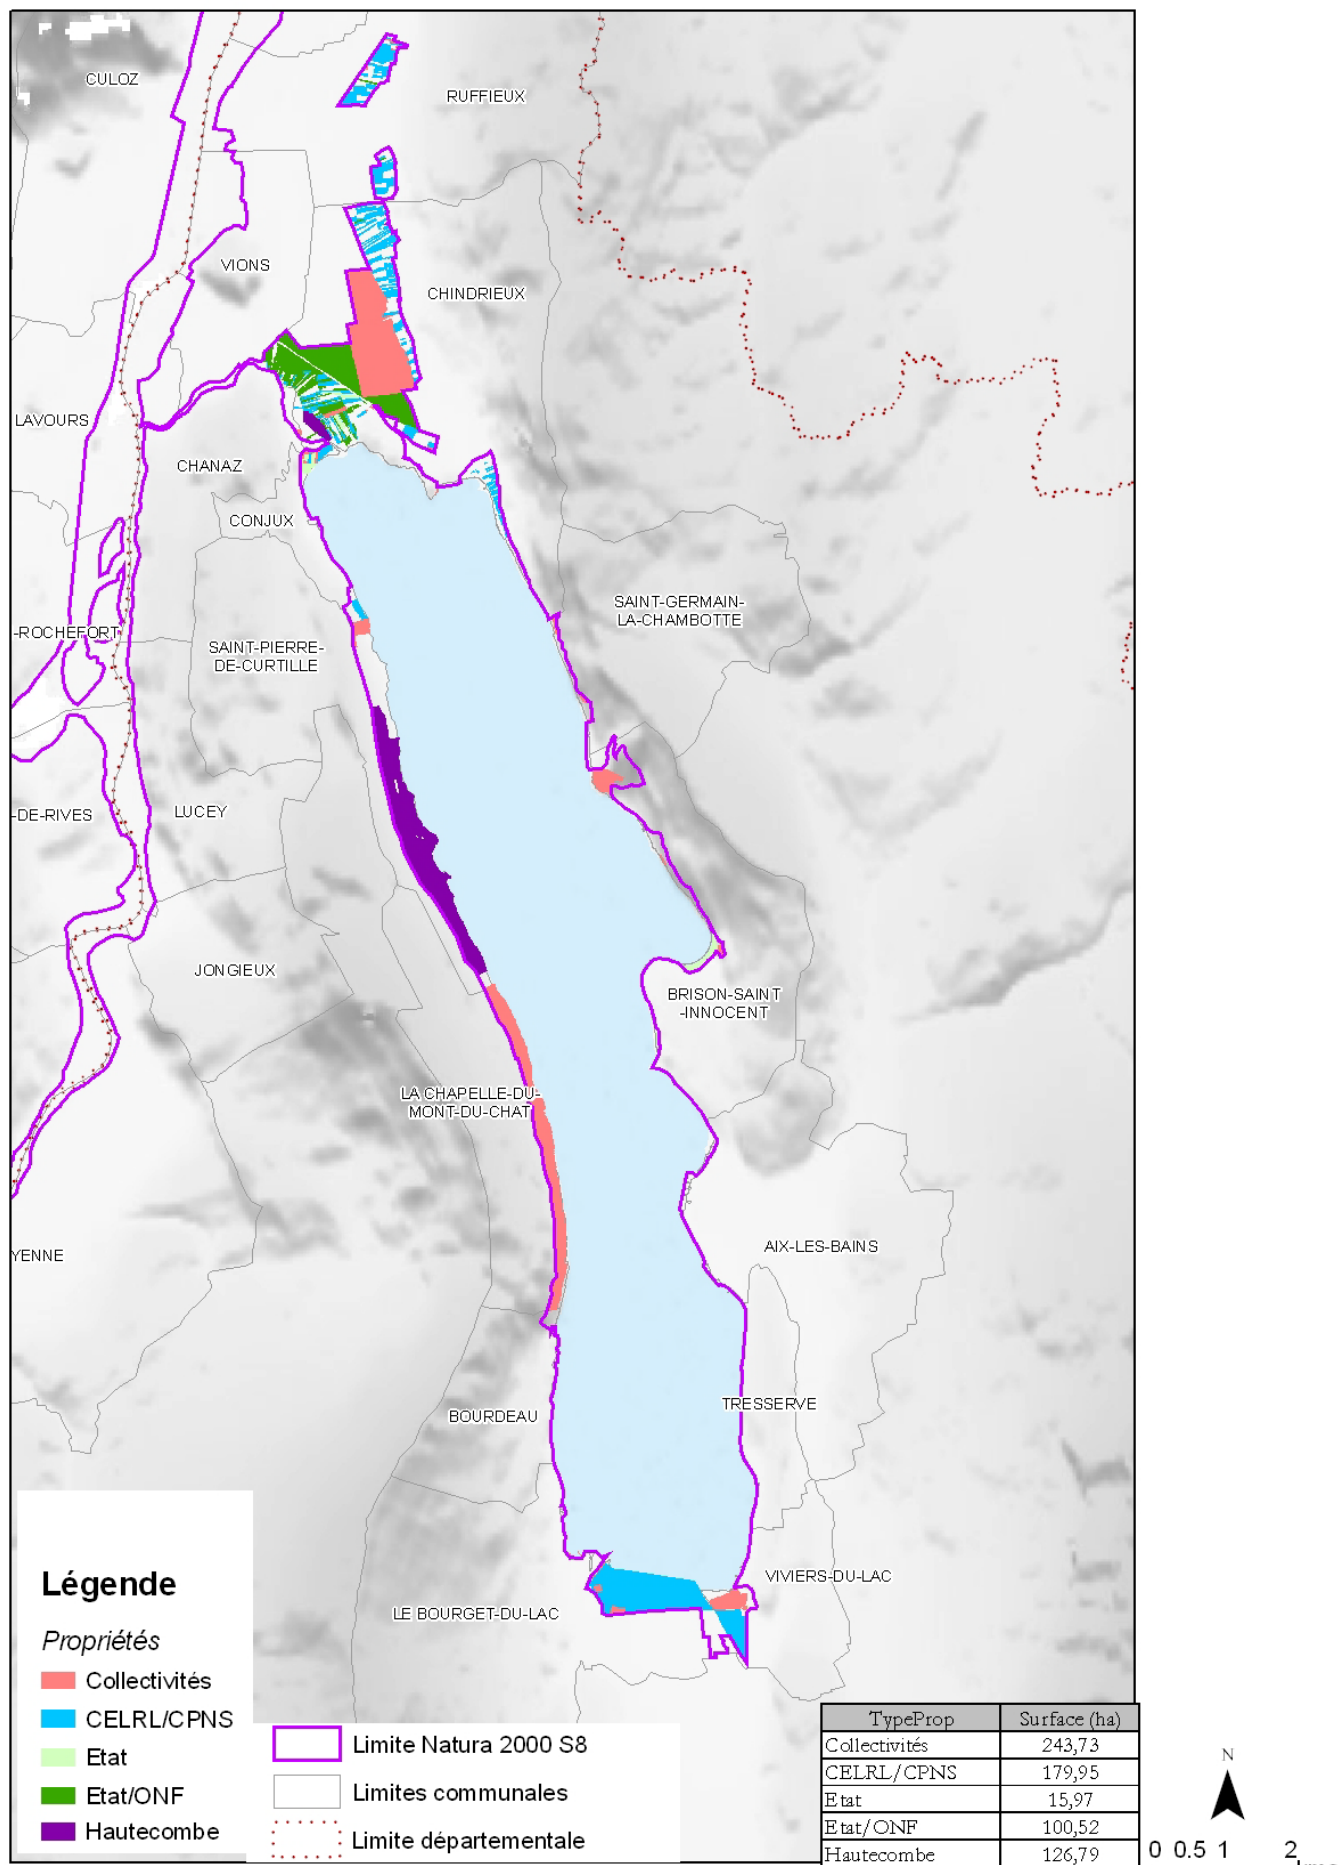 CULOZ
RUFFIEUX
VIONS
CHINDRIEUX
LAVOURS
CHANAZ
CONJUX
SAINT-GERMAIN-
LA-CHAMBOTTE
-ROCHEFORT
SAINT-PIERRE-
DE-CURTILLE
-DE-RIVES
LUCEY
JONGIEUX
BRISON-SAINT
-INNOCENT
LA CHAPELLE-DU-
MONT-DU-CHAT
YENNE
AIX-LES-BAINS
BOURDEAU
TRESSERVE
VIVIERS-DU-LAC
LE BOURGET-DU-LAC
Légende
Propriétés
Collectivités
CELRL/CPNS
Etat
Etat/ONF
Hautecombe
Limite Natura 2000 S8
Limites communales
Limite départementale
TypeProp Surface (ha)
Collectivités 243,73
CELRL/CPNS 179,95
Etat 15,97
Etat/ONF 100,52
Hautecombe 126,79
N
0 0.5 1 2